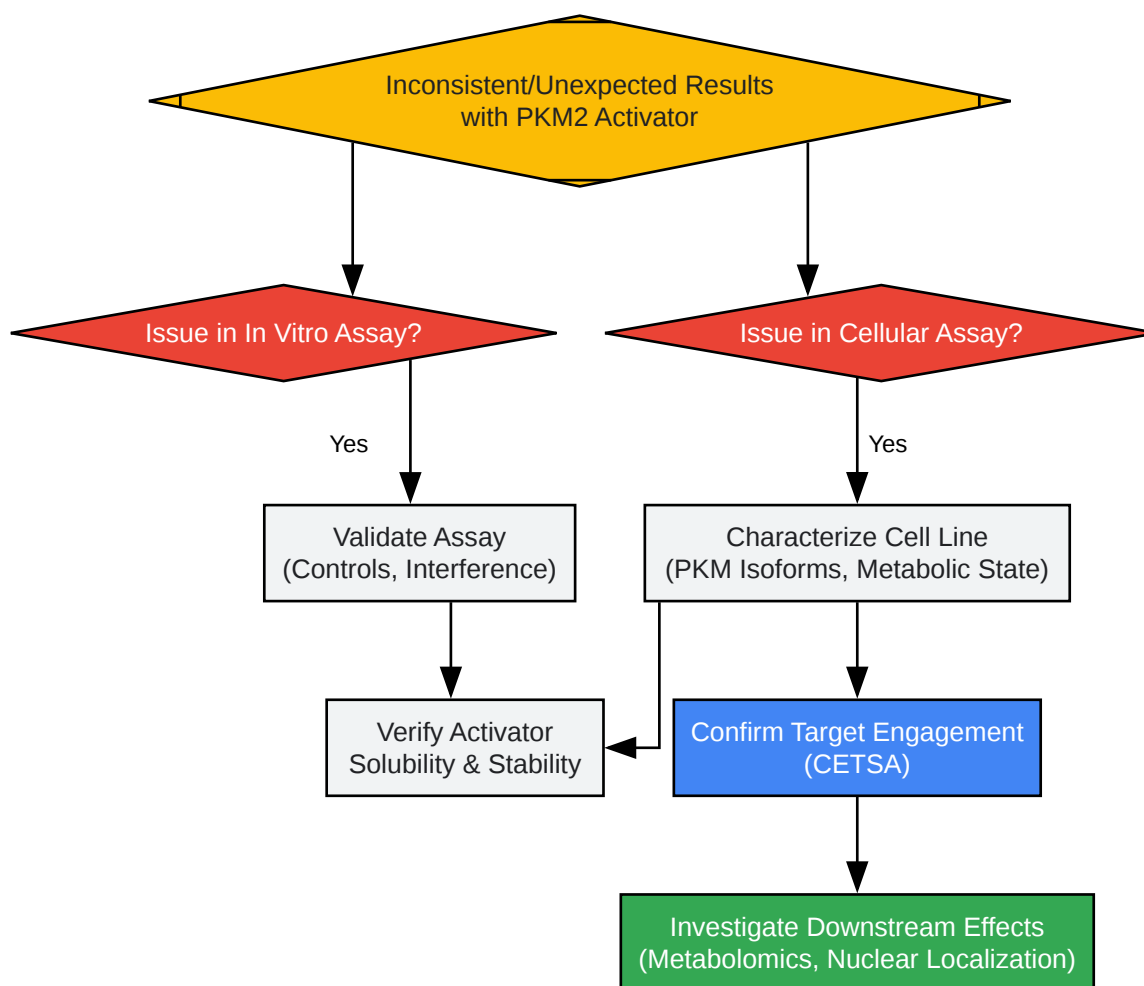 Inconsistent/Unexpected Results
with PKM2 Activator
Issue in In Vitro Assay?
Issue in Cellular Assay?
Yes
Yes
Validate Assay
(Controls, Interference)
Characterize Cell Line
(PKM Isoforms, Metabolic State)
Verify Activator
Solubility & Stability
Confirm Target Engagement
(CETSA)
Investigate Downstream Effects
(Metabolomics, Nuclear Localization)